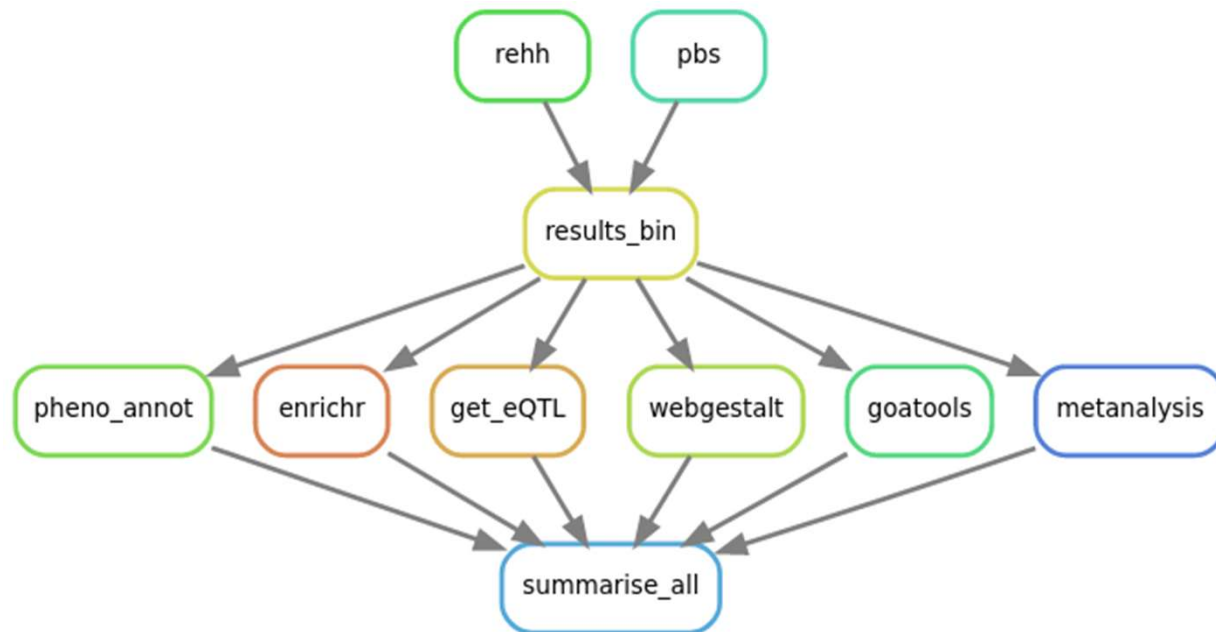 rehh
pbs
results_bin
pheno_annot
enrichr
get_eQTL
webgestalt
goatools
metanalysis
summarise_all